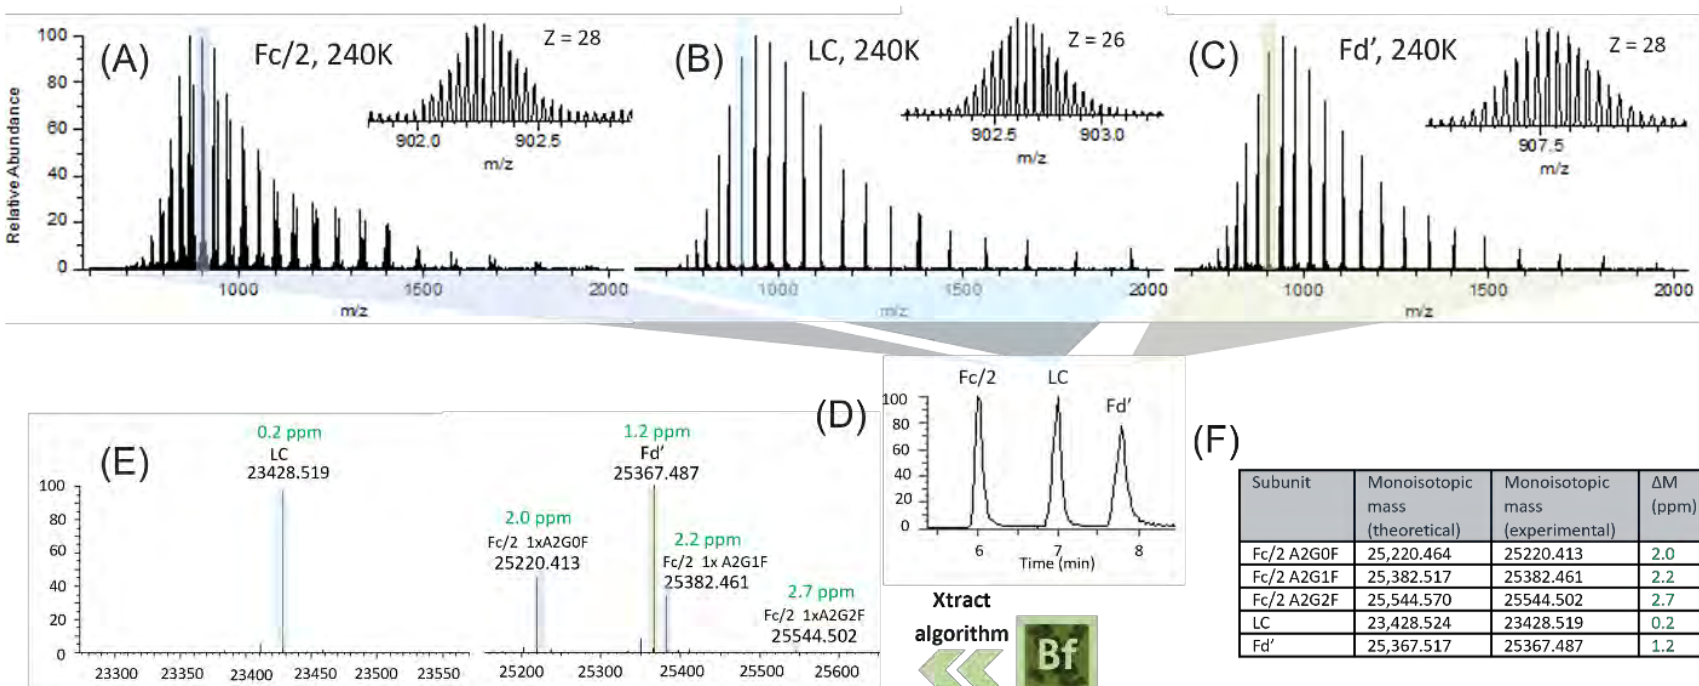 (A)
Fc/2, 240K
Z = 28
Relative Abundance
100
80
60
40
20
0
902.0 902.5
m/z
1000 1500 2000
m/z
(B)
LC, 240K
Z = 26
902.5 903.0
m/z
1000 1500 2000
m/z
(C)
Fd’, 240K
Z = 28
907.5
m/z
1000 1500 2000
m/z
(D)
Fc/2 LC Fd’
100
80
60
40
20
0
6 7 8
Time (min)
Xtract
algorithm
Bf
(E)
0.2 ppm
LC
23428.519
100
80
60
40
20
0
23300 23350 23400 23450 23500 23550
2.0 ppm
Fc/2 1xA2G0F
25220.413
1.2 ppm
Fd’
25367.487
2.2 ppm
Fc/2 1x A2G1F
25382.461
2.7 ppm
Fc/2 1xA2G2F
25544.502
25200 25300 25400 25500 25600
(F)
Subunit Monoisotopic mass (theoretical) Monoisotopic mass (experimental) ΔM (ppm)
Fc/2 A2G0F 25,220.464 25220.413 2.0
Fc/2 A2G1F 25,382.517 25382.461 2.2
Fc/2 A2G2F 25,544.570 25544.502 2.7
LC 23,428.524 23428.519 0.2
Fd’ 25,367.517 25367.487 1.2